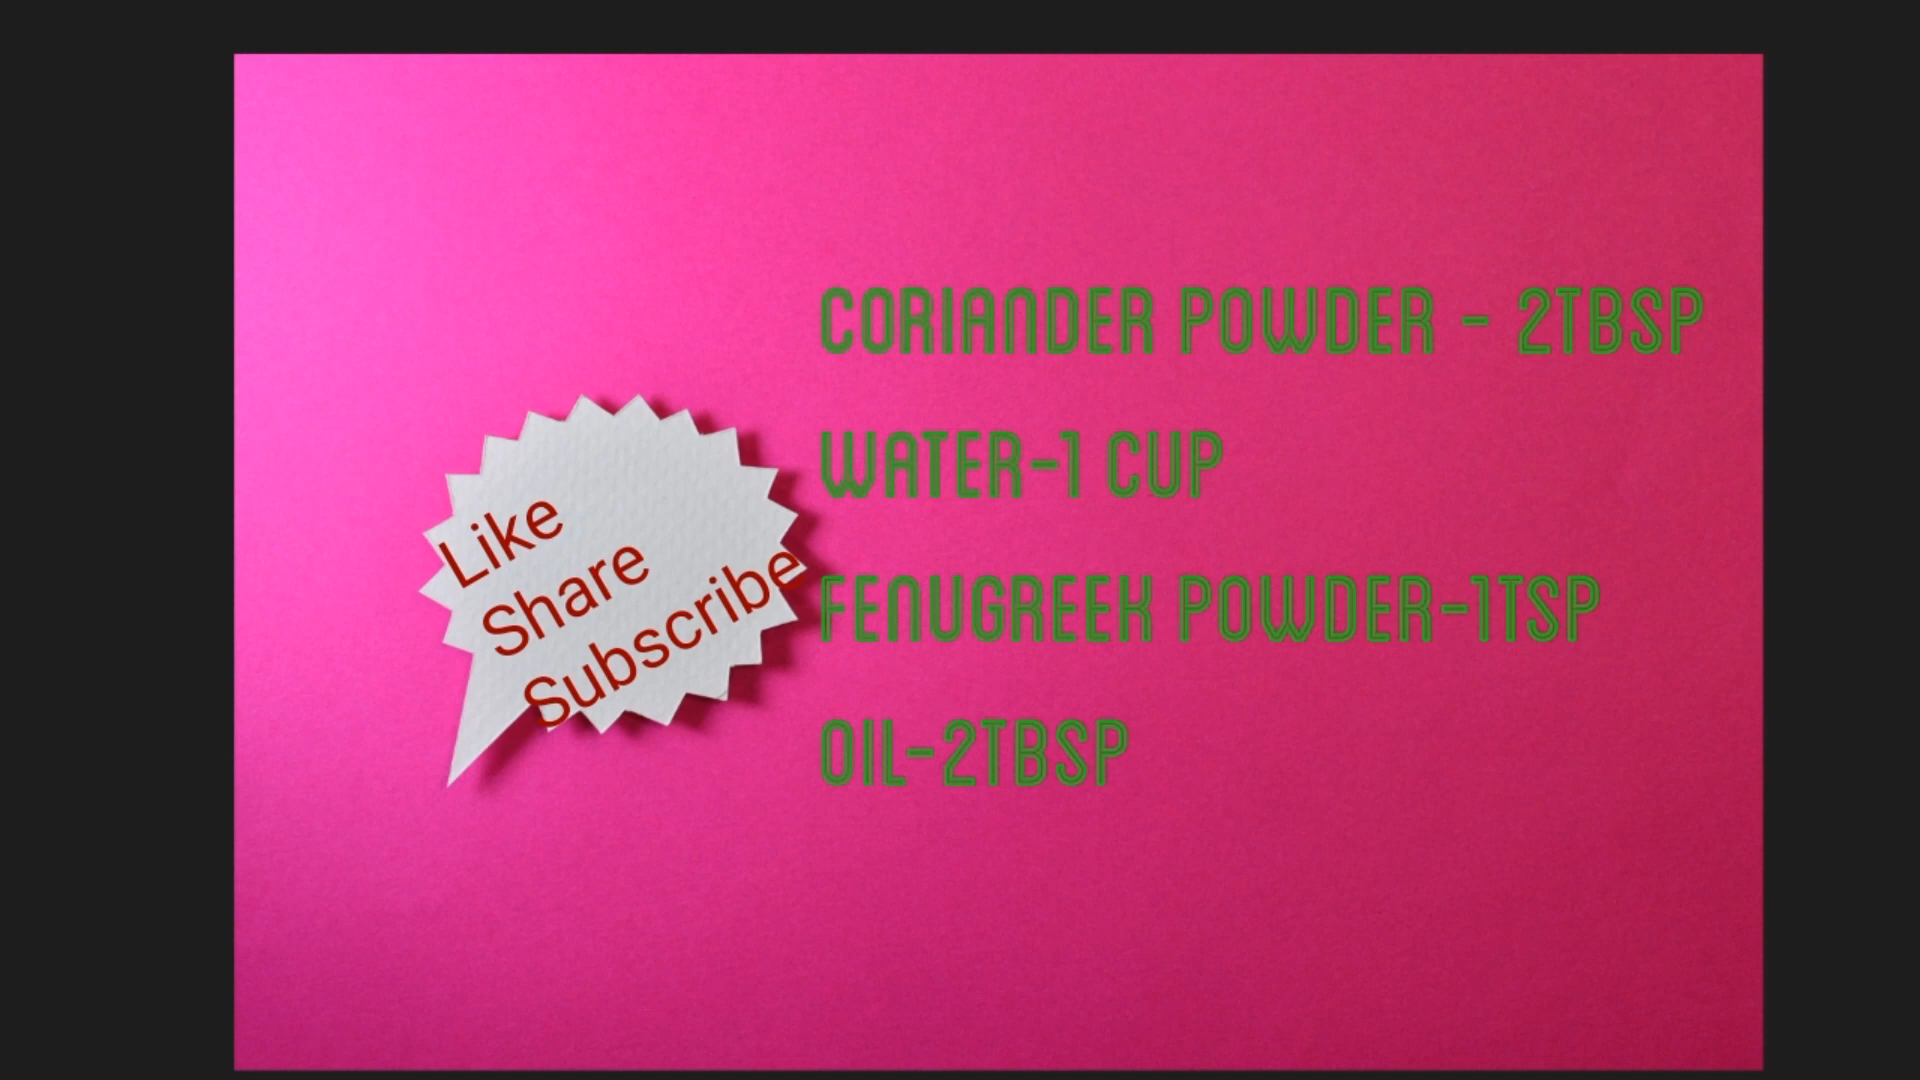 Like
Share
Subscribe
CORIANDER POWDER - 2TBSP
WATER-1 CUP
FENUGREEK POWDER-1TSP
OIL-2TBSP